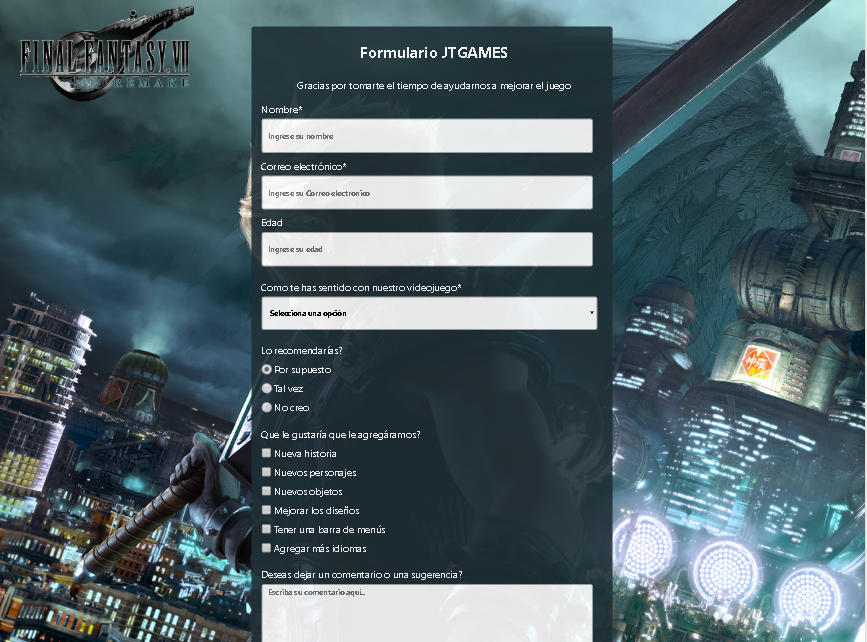 FINAL FANTASY VII
REMAKE
Formulario JTGAMES
Gracias por tomarte el tiempo de ayudarnos a mejorar el juego
Nombre*
Ingrese su nombre
Correo electrónico*
Ingrese su Correo electronico
Edad
Ingrese su edad
Como te has sentido con nuestro videojuego*
Selecciona una opción
Lo recomendarías?
Por supuesto
Tal vez
No creo
Que le gustaría que le agregáramos?
Nueva historia
Nuevos personajes
Nuevos objetos
Mejorar los diseños
Tener una barra de menús
Agregar más idiomas
Deseas dejar un comentario o una sugerencia?
Escriba su comentario aqui...